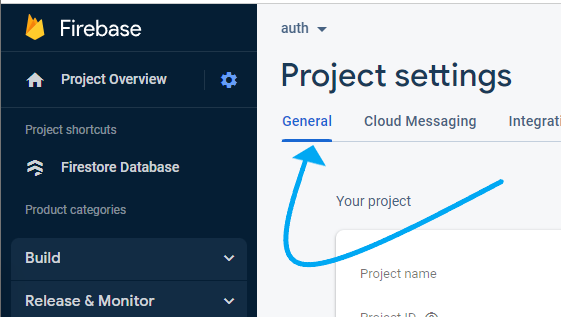 Firebase
Project Overview
Project shortcuts
Firestore Database
Product categories
Build
Release & Monitor
auth
Project settings
General Cloud Messaging
Your project
Project name
Project ID